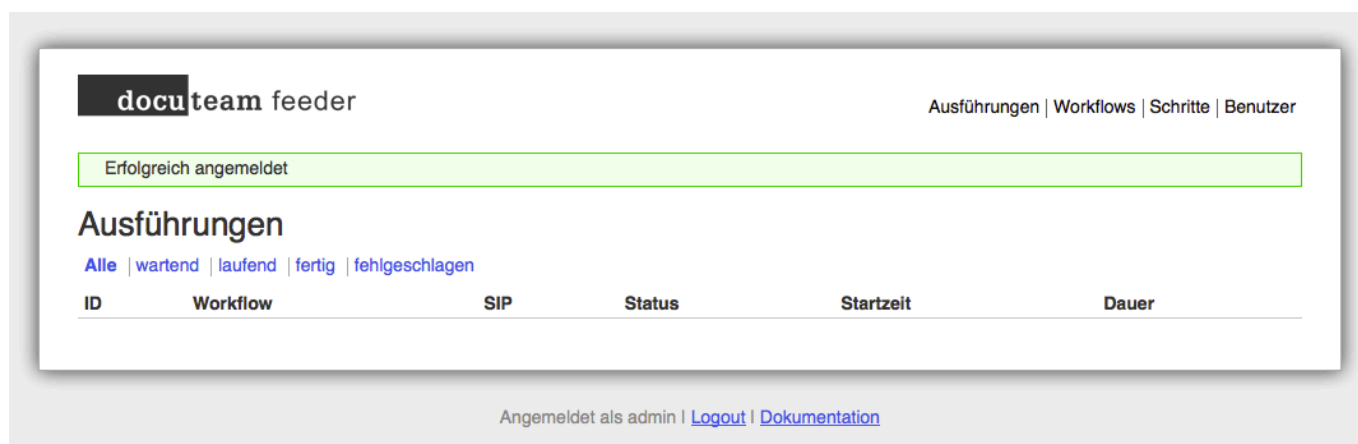 docuteam feeder
Ausführungen | Workflows | Schritte | Benutzer
Erfolgreich angemeldet
Ausführungen
Alle | wartend | laufend | fertig | fehlgeschlagen
ID Workflow SIP Status Startzeit Dauer
Angemeldet als admin | Logout | Dokumentation